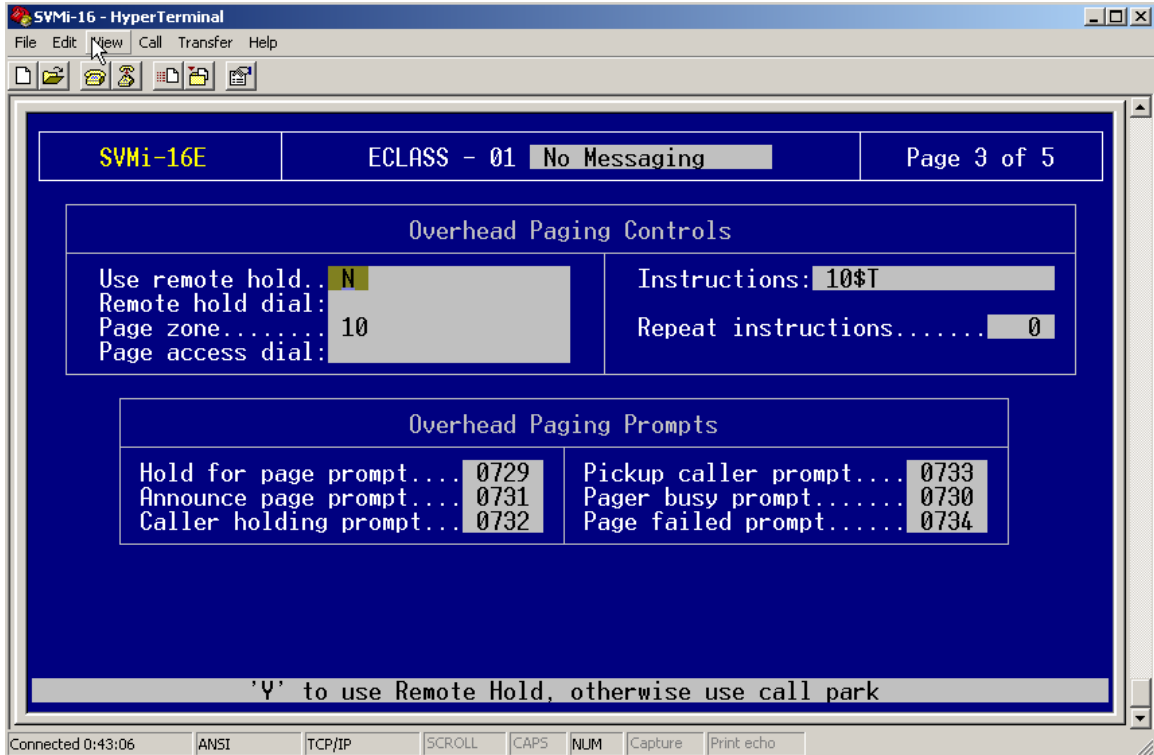 SVMi-16 - HyperTerminal
File Edit View Call Transfer Help
SVMi-16E ECLASS - 01 No Messaging Page 3 of 5
Overhead Paging Controls
Use remote hold.. N
Remote hold dial:
Page zone........ 10
Page access dial:
Instructions: 10$T
Repeat instructions....... 0
Overhead Paging Prompts
Hold for page prompt.... 0729
Announce page prompt.... 0731
Caller holding prompt... 0732
Pickup caller prompt.... 0733
Pager busy prompt....... 0730
Page failed prompt...... 0734
'Y' to use Remote Hold, otherwise use call park
Connected 0:43:06 ANSI TCP/IP SCROLL CAPS NUM Capture Print echo